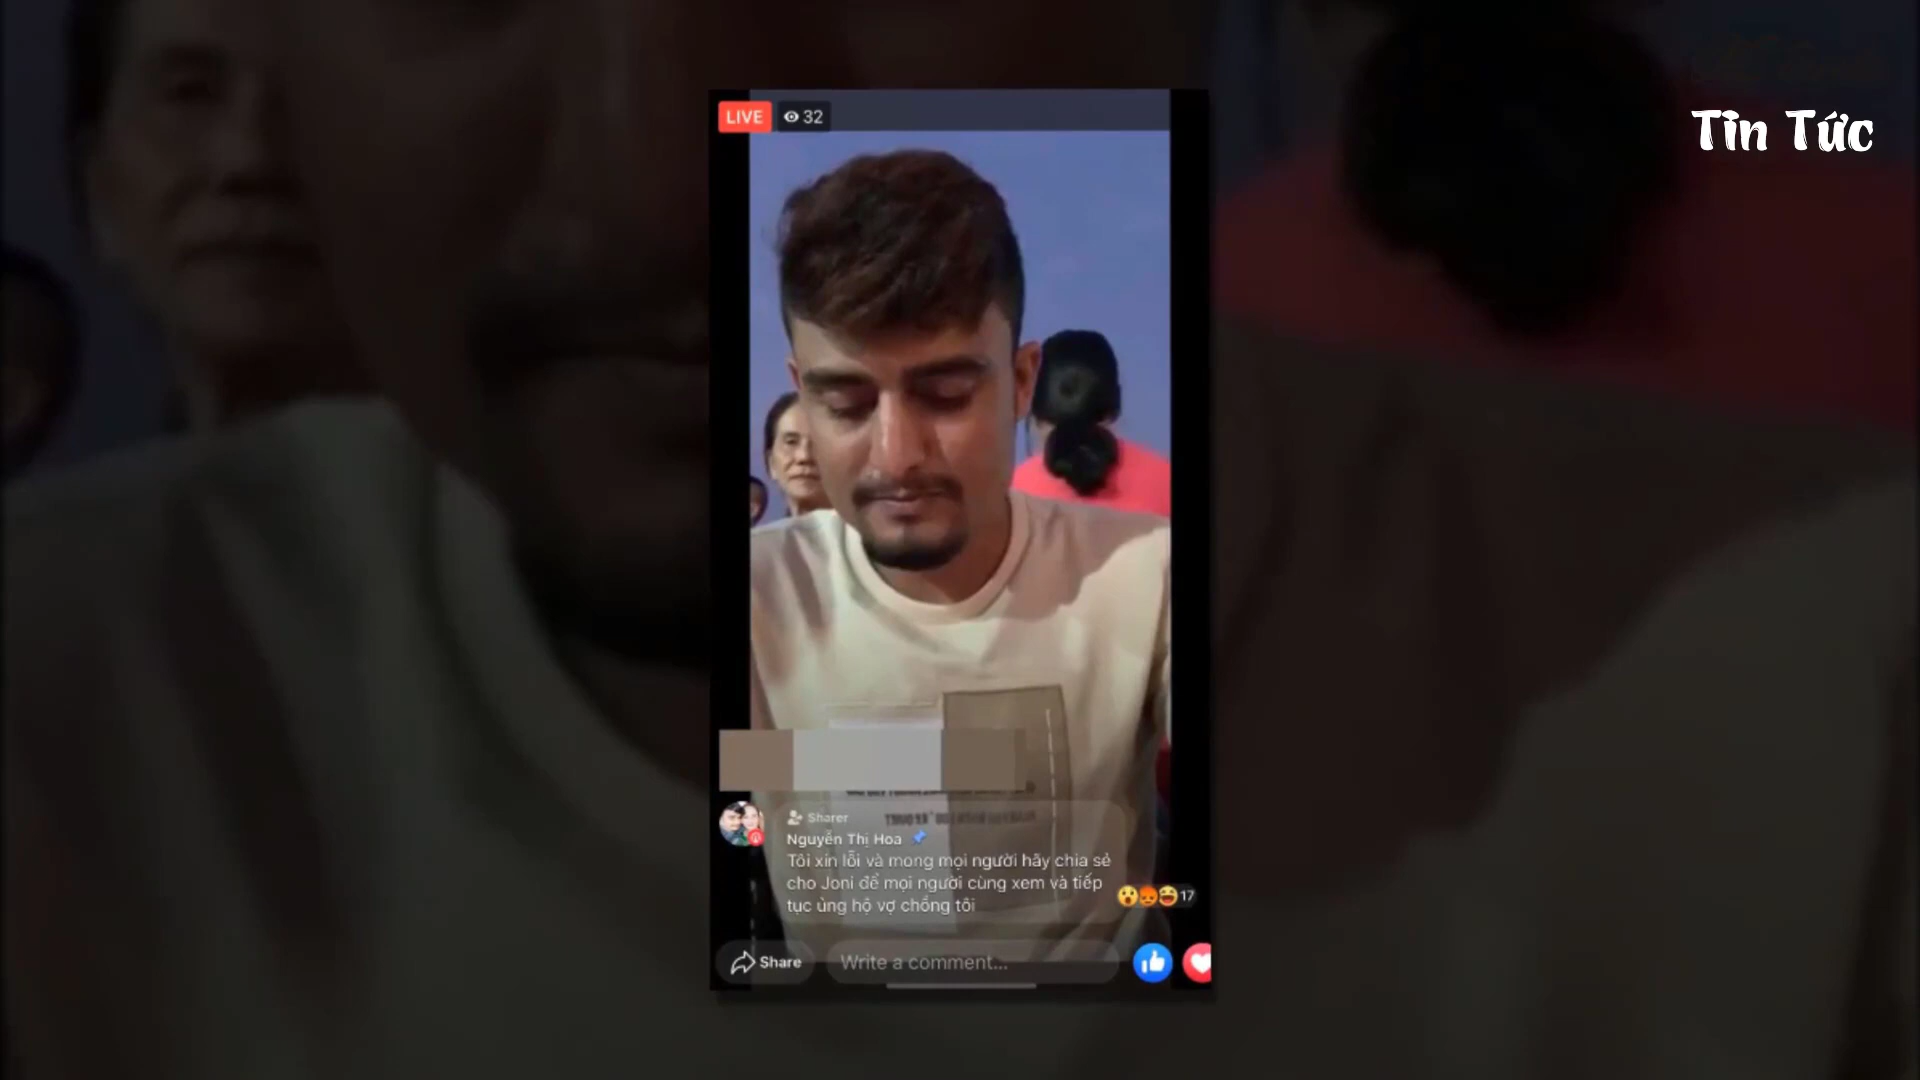 Tin Tức
LIVE
32
Sharer
Nguyễn Thị Hoa
Tôi xin lỗi và mong mọi người hãy chia sẻ
cho Joni để mọi người cùng xem và tiếp
tục ủng hộ vợ chồng tôi
17
Share
Write a comment...